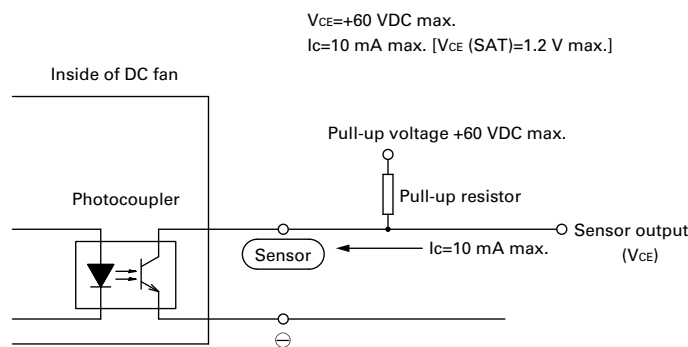 VCE=+60 VDC max.
Ic=10 mA max. [VCE (SAT)=1.2 V max.]
Inside of DC fan
Pull-up voltage +60 VDC max.
Photocoupler
Pull-up resistor
Sensor
Ic=10 mA max.
Sensor output
(VCE)
⊖